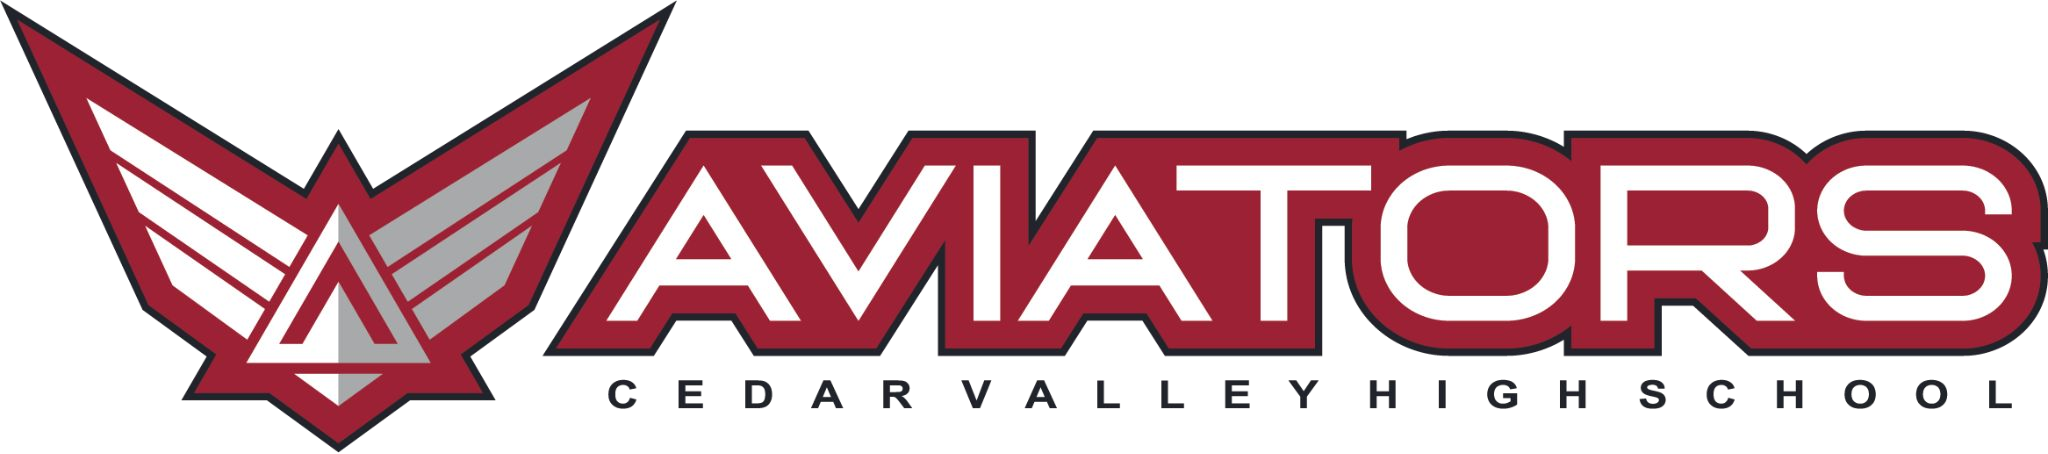 AVIATORS
CEDAR VALLEY HIGH SCHOOL